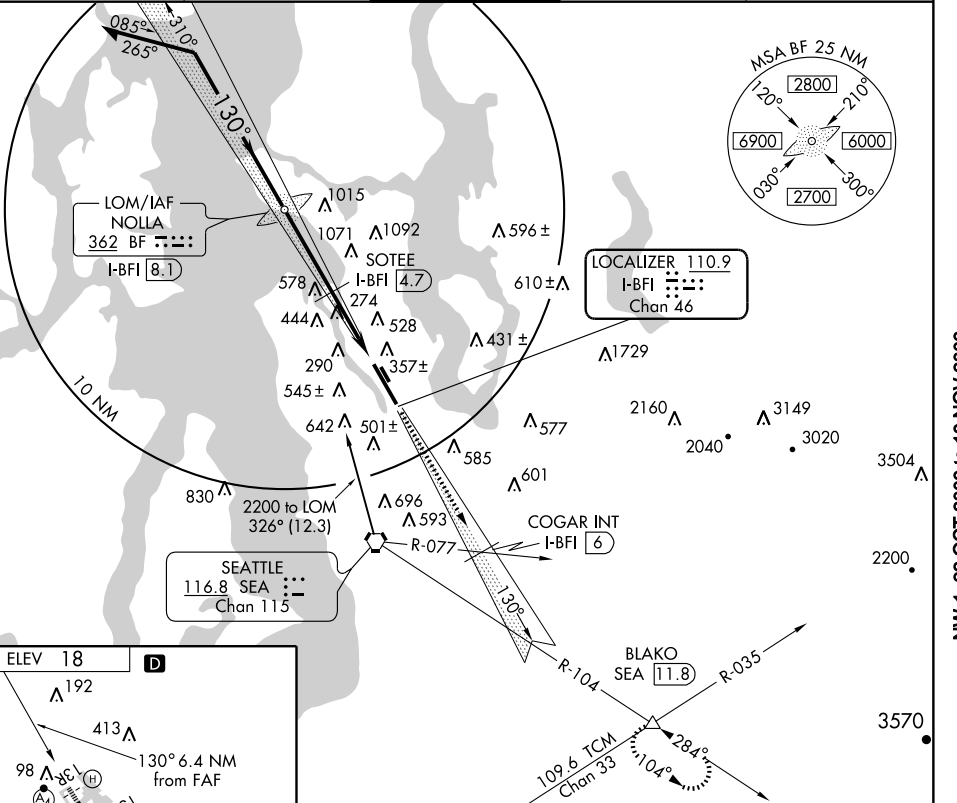 085°
265°
310°
130°
MSA BF 25 NM
2800
120°
210°
6900
6000
030°
300°
2700
LOM/IAF
NOLLA
362 BF
I-BFI 8.1
1015
1071
1092
596 ±
SOTEE
I-BFI 4.7
578
274
610 ±
LOCALIZER 110.9
I-BFI
Chan 46
444
528
431 ±
1729
290
357 ±
10 NM
545 ±
642
501 ±
577
2160
3149
2040
3020
585
3504
830
601
2200 to LOM
326° (12.3)
696
593
COGAR INT
I-BFI 6
R-077
SEATTLE
116.8 SEA
Chan 115
2200
130°
BLAKO
SEA 11.8
R-104
R-035
3570
284°
104°
109.6 TCM
Chan 33
ELEV 18
D
192
413
130° 6.4 NM
from FAF
98
13R
H
A4